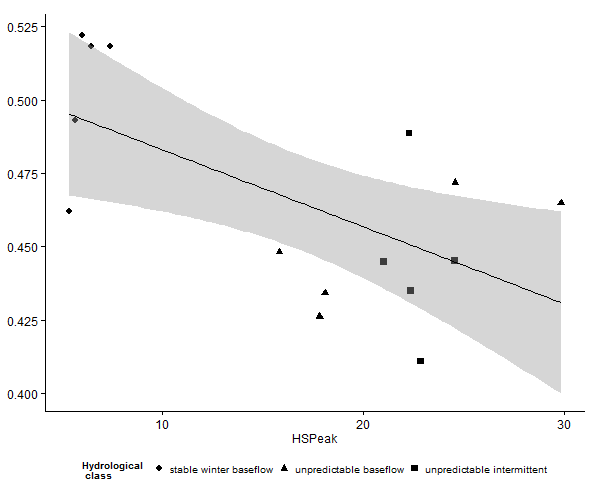 0.525
0.500
0.475
0.450
0.425
0.400
10 20 30
HSPeak
Hydrological class
stable winter baseflow
unpredictable baseflow
unpredictable intermittent